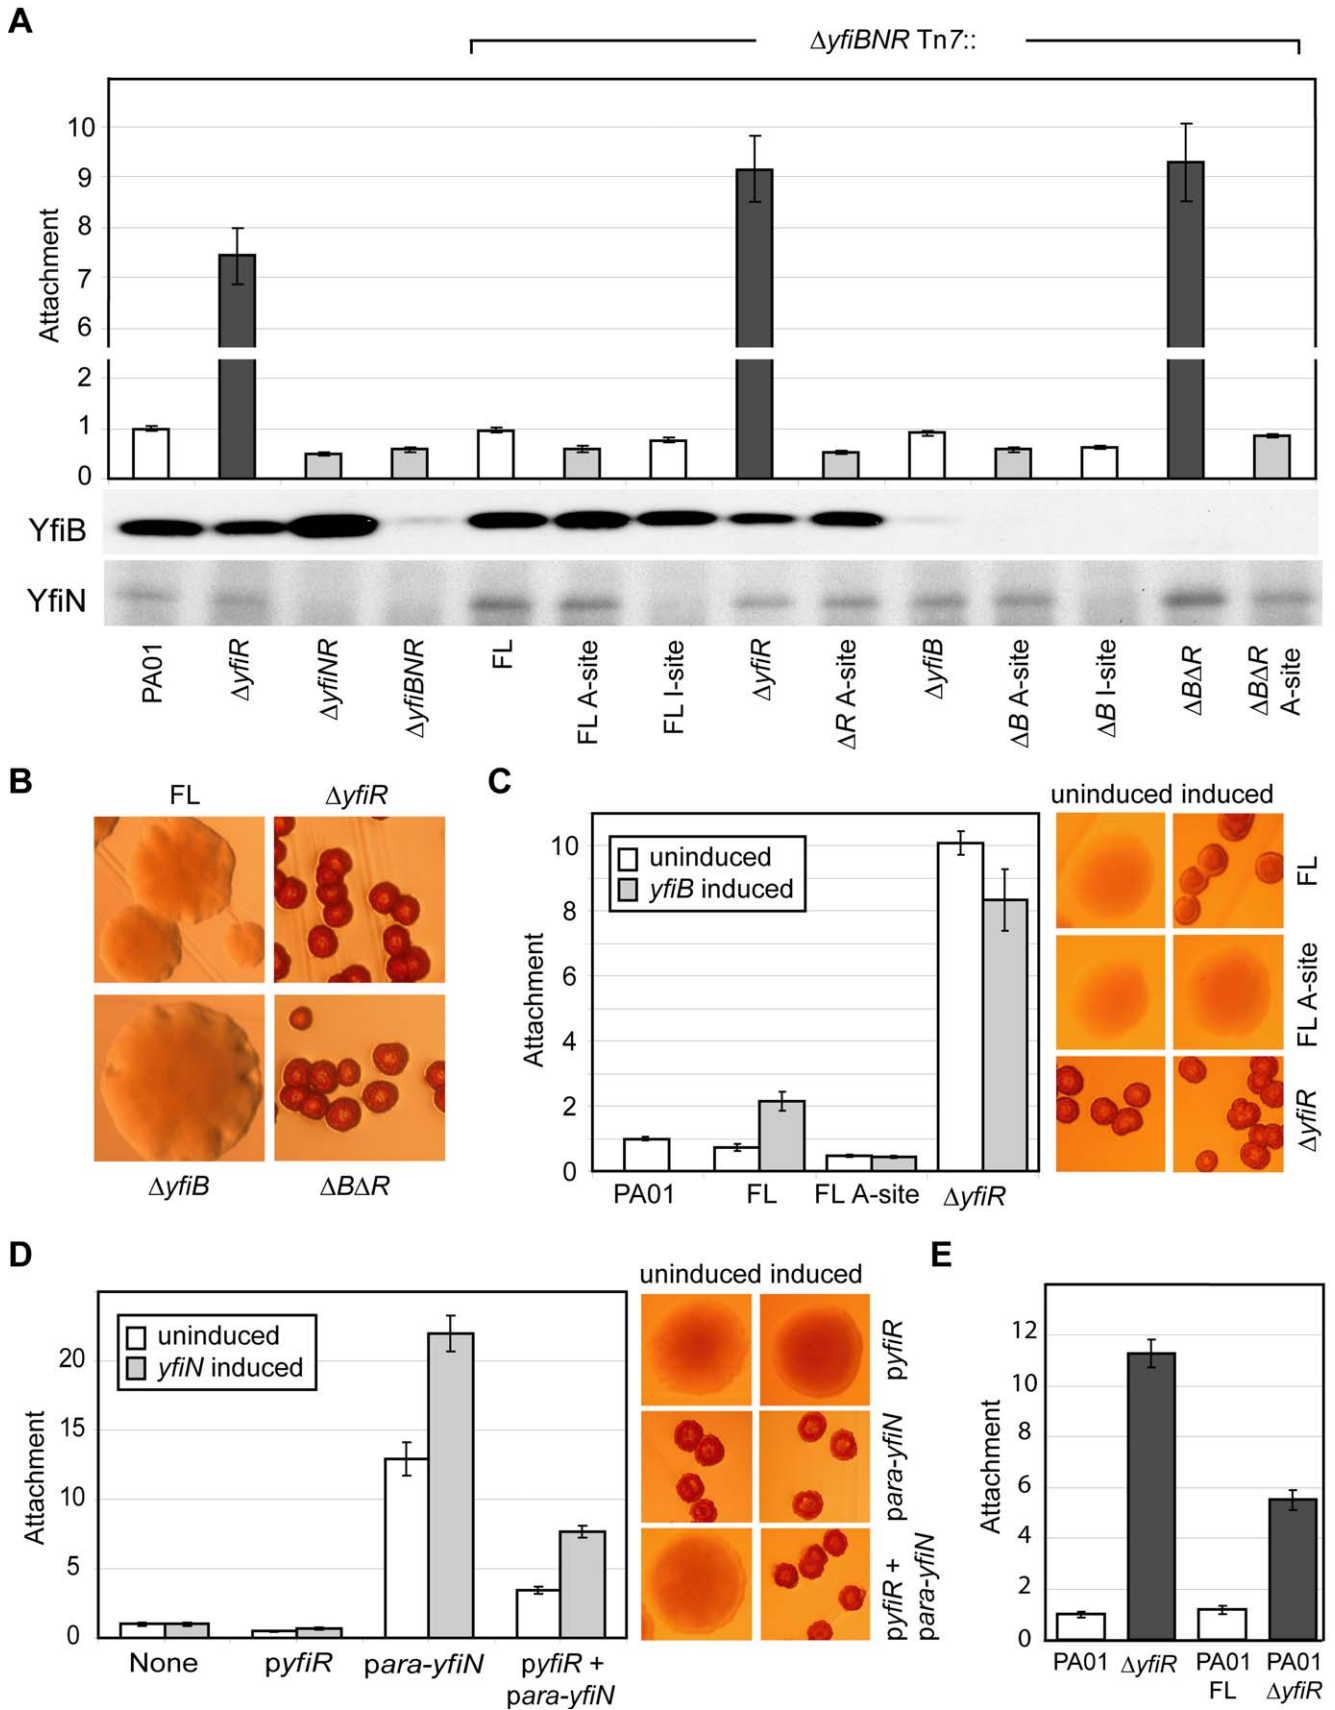 A
ΔyfiBNR Tn7::
Attachment
10
9
8
7
6
2
1
0
YfiB
YfiN
PA01
ΔyfiR
ΔyfiNR
ΔyfiBNR
FL
FL A-site
FL I-site
ΔyfiR
ΔR A-site
ΔyfiB
ΔB A-site
ΔB I-site
ΔBΔR
ΔBΔR
A-site
B
FL
ΔyfiR
ΔyfiB
ΔBΔR
C
uninduced
yfiB induced
Attachment
10
8
6
4
2
0
PA01
FL
FL A-site
ΔyfiR
uninduced induced
FL
FL A-site
ΔyfiR
D
uninduced
yfiN induced
Attachment
20
15
10
5
0
None
pyfiR
para-yfiN
pyfiR +
para-yfiN
uninduced induced
pyfiR
para-yfiN
pyfiR +
para-yfiN
E
Attachment
12
10
8
6
4
2
0
PA01
ΔyfiR
PA01
FL
PA01
ΔyfiR